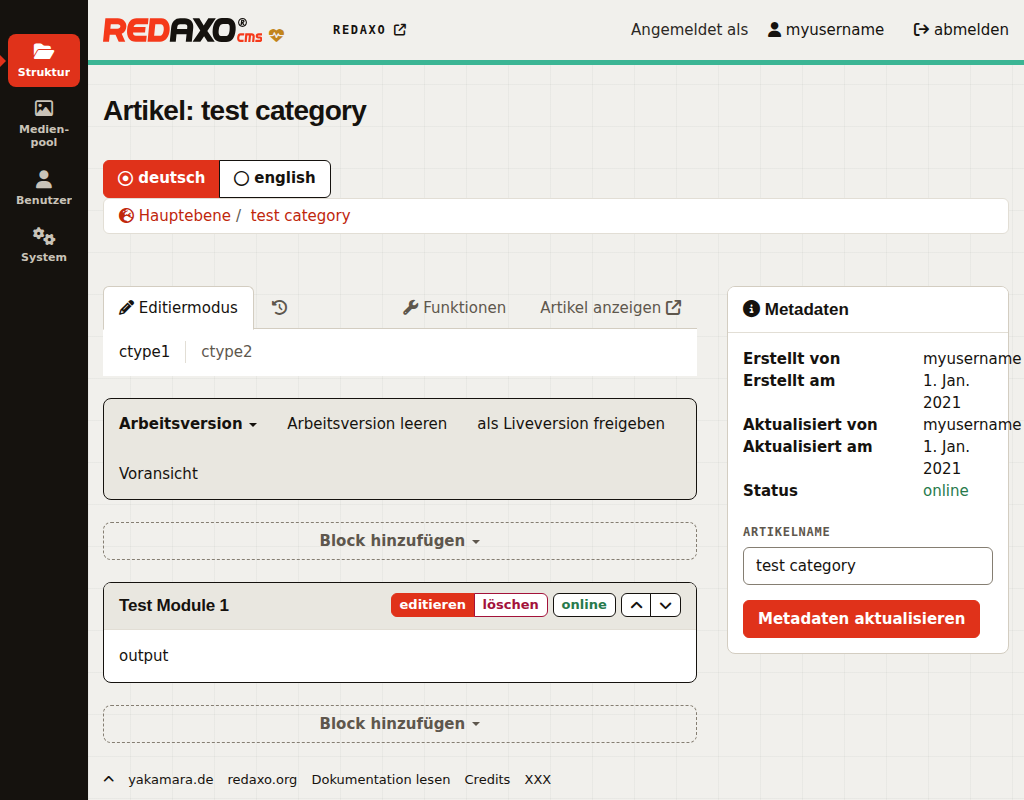 REDAXO® cms
REDAXO
Angemeldet als myusername abmelden
Struktur
Medien-
pool
Benutzer
System
Artikel: test category
deutsch english
Hauptebene / test category
Editiermodus Funktionen Artikel anzeigen
ctype1 ctype2
Arbeitsversion Arbeitsversion leeren als Liveversion freigeben
Voransicht
Block hinzufügen
Test Module 1 editieren löschen online
output
Block hinzufügen
Metadaten
Erstellt von myusername
Erstellt am 1. Jan.
2021
Aktualisiert von myusername
Aktualisiert am 1. Jan.
2021
Status online
ARTIKELNAME
test category
Metadaten aktualisieren
yakamara.de redaxo.org Dokumentation lesen Credits XXX